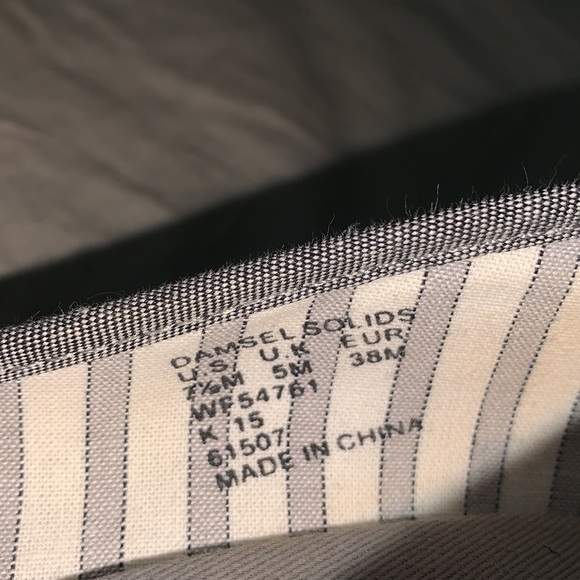 DAMSEL SOLIDS
U.S. U.K EUR.
7½M 5M 38M
WF54761
K 15
61507
MADE IN CHINA